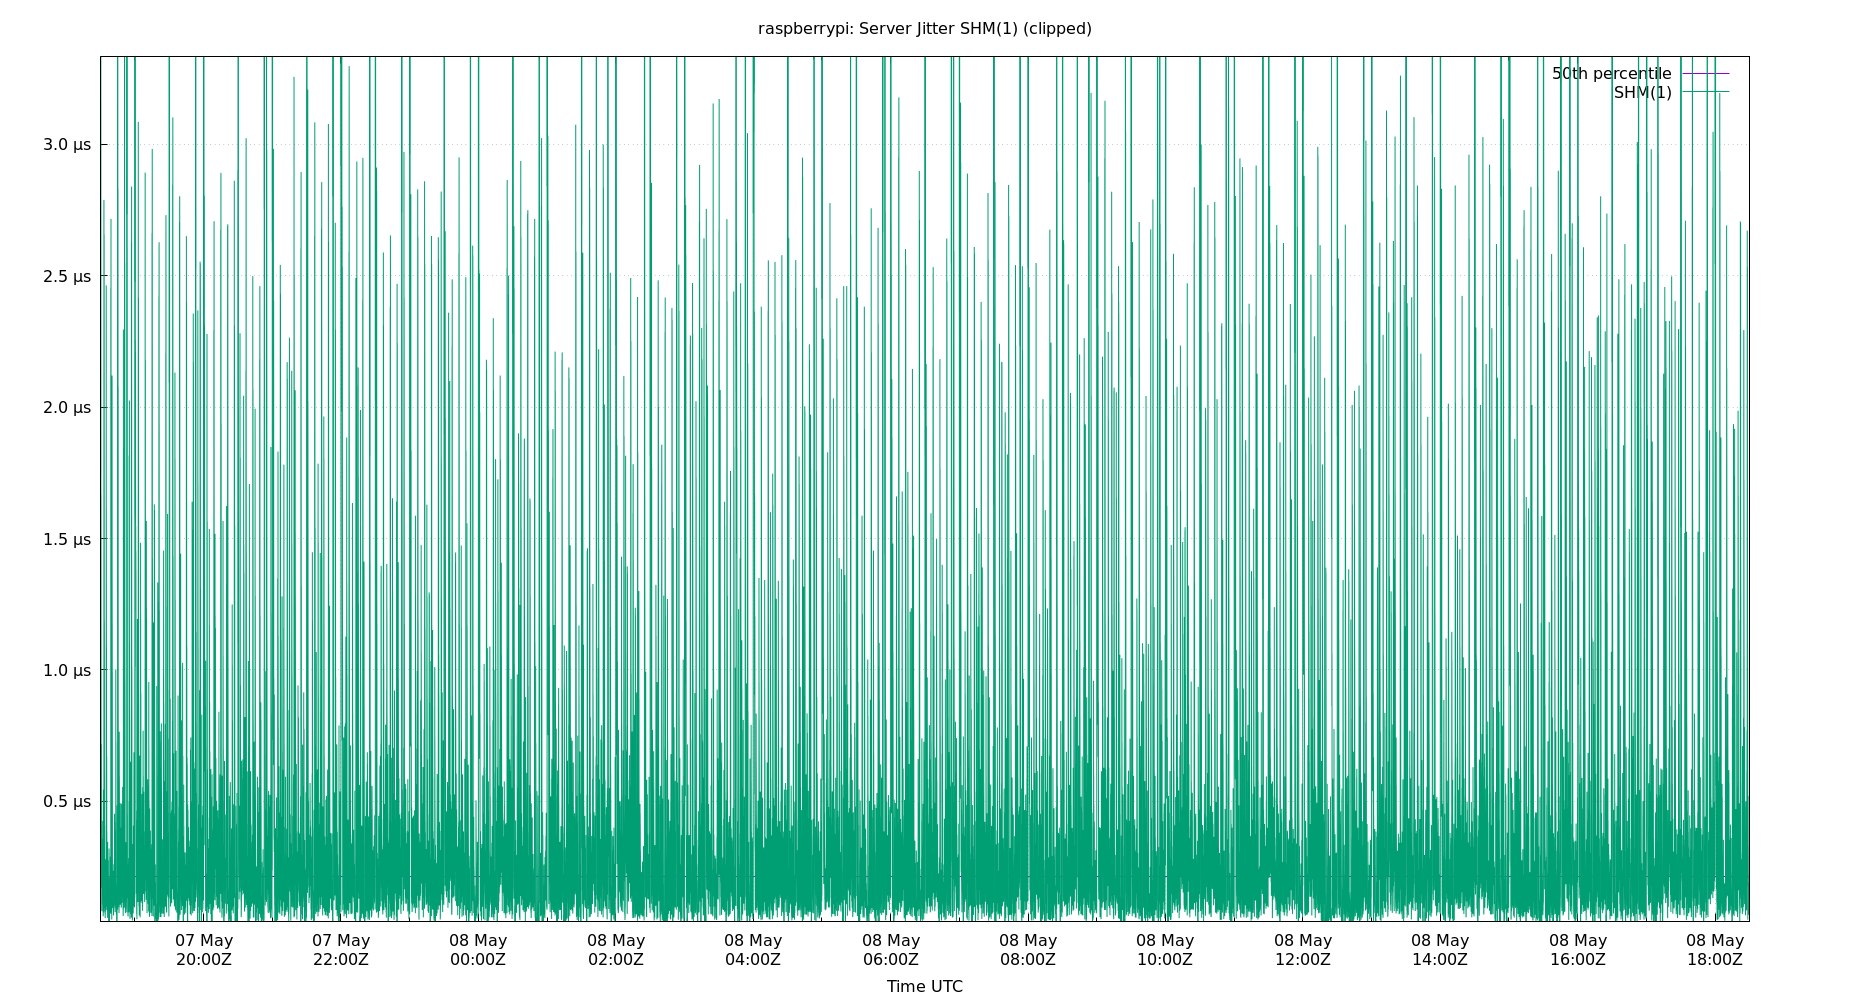 raspberrypi: Server Jitter SHM(1) (clipped)
50th percentile
SHM(1)
3.0 µs
2.5 µs
2.0 µs
1.5 µs
1.0 µs
0.5 µs
07 May 07 May 08 May 08 May 08 May 08 May 08 May 08 May 08 May 08 May 08 May 08 May
20:00Z 22:00Z 00:00Z 02:00Z 04:00Z 06:00Z 08:00Z 10:00Z 12:00Z 14:00Z 16:00Z 18:00Z
Time UTC